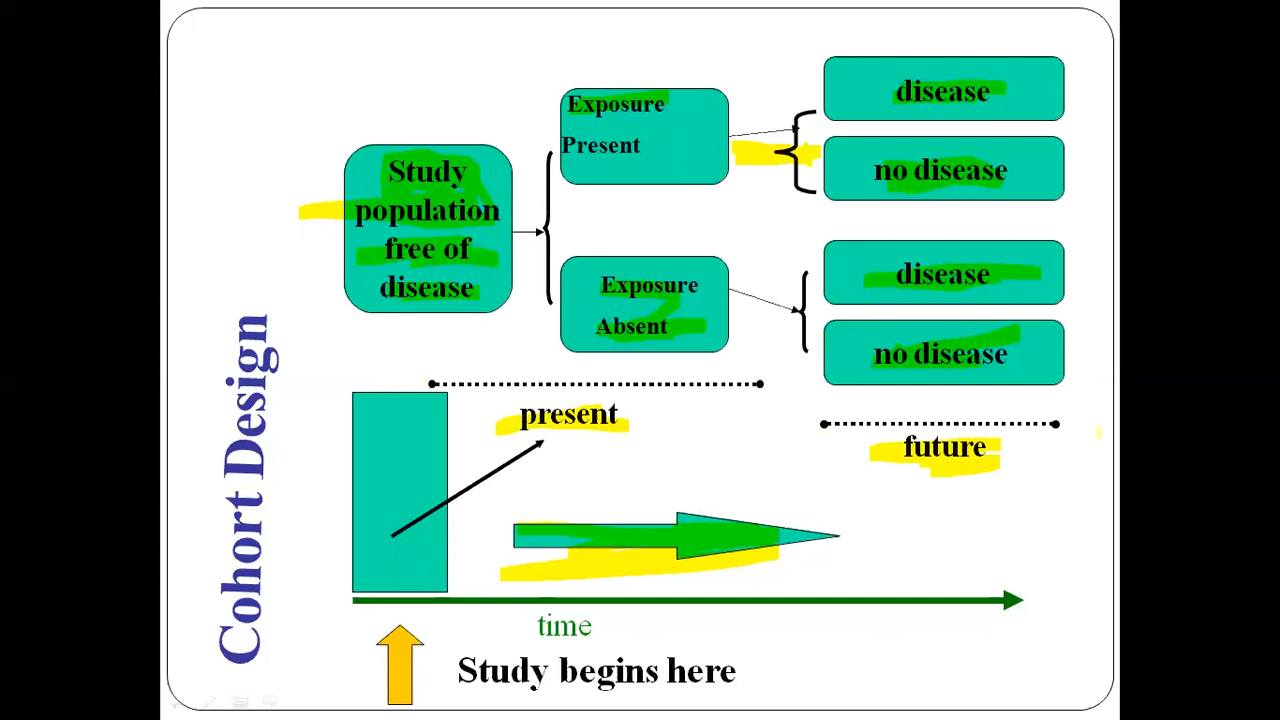 Cohort Design
Study
population
free of
disease
Exposure
Present
Exposure
Absent
disease
no disease
disease
no disease
present
future
time
Study begins here